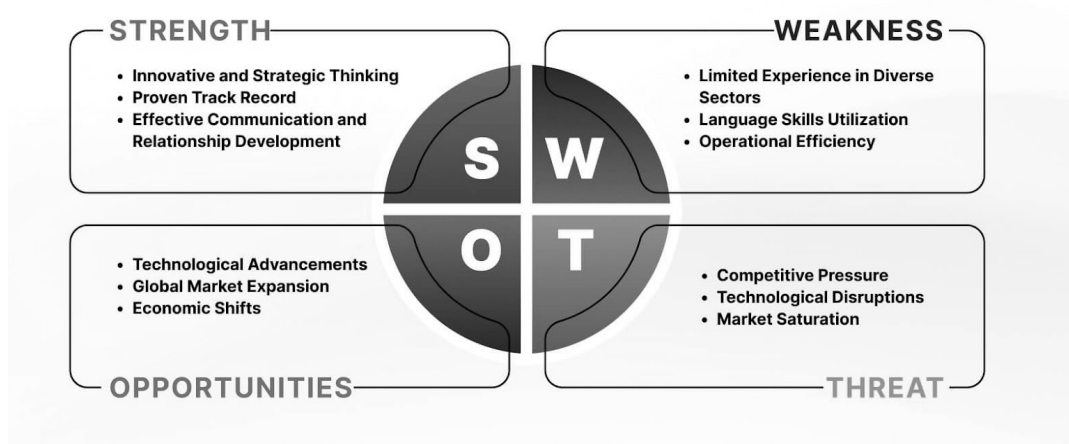 STRENGTH
• Innovative and Strategic Thinking
• Proven Track Record
• Effective Communication and
Relationship Development
WEAKNESS
• Limited Experience in Diverse
Sectors
• Language Skills Utilization
• Operational Efficiency
S
W
O
T
• Technological Advancements
• Global Market Expansion
• Economic Shifts
OPPORTUNITIES
• Competitive Pressure
• Technological Disruptions
• Market Saturation
THREAT